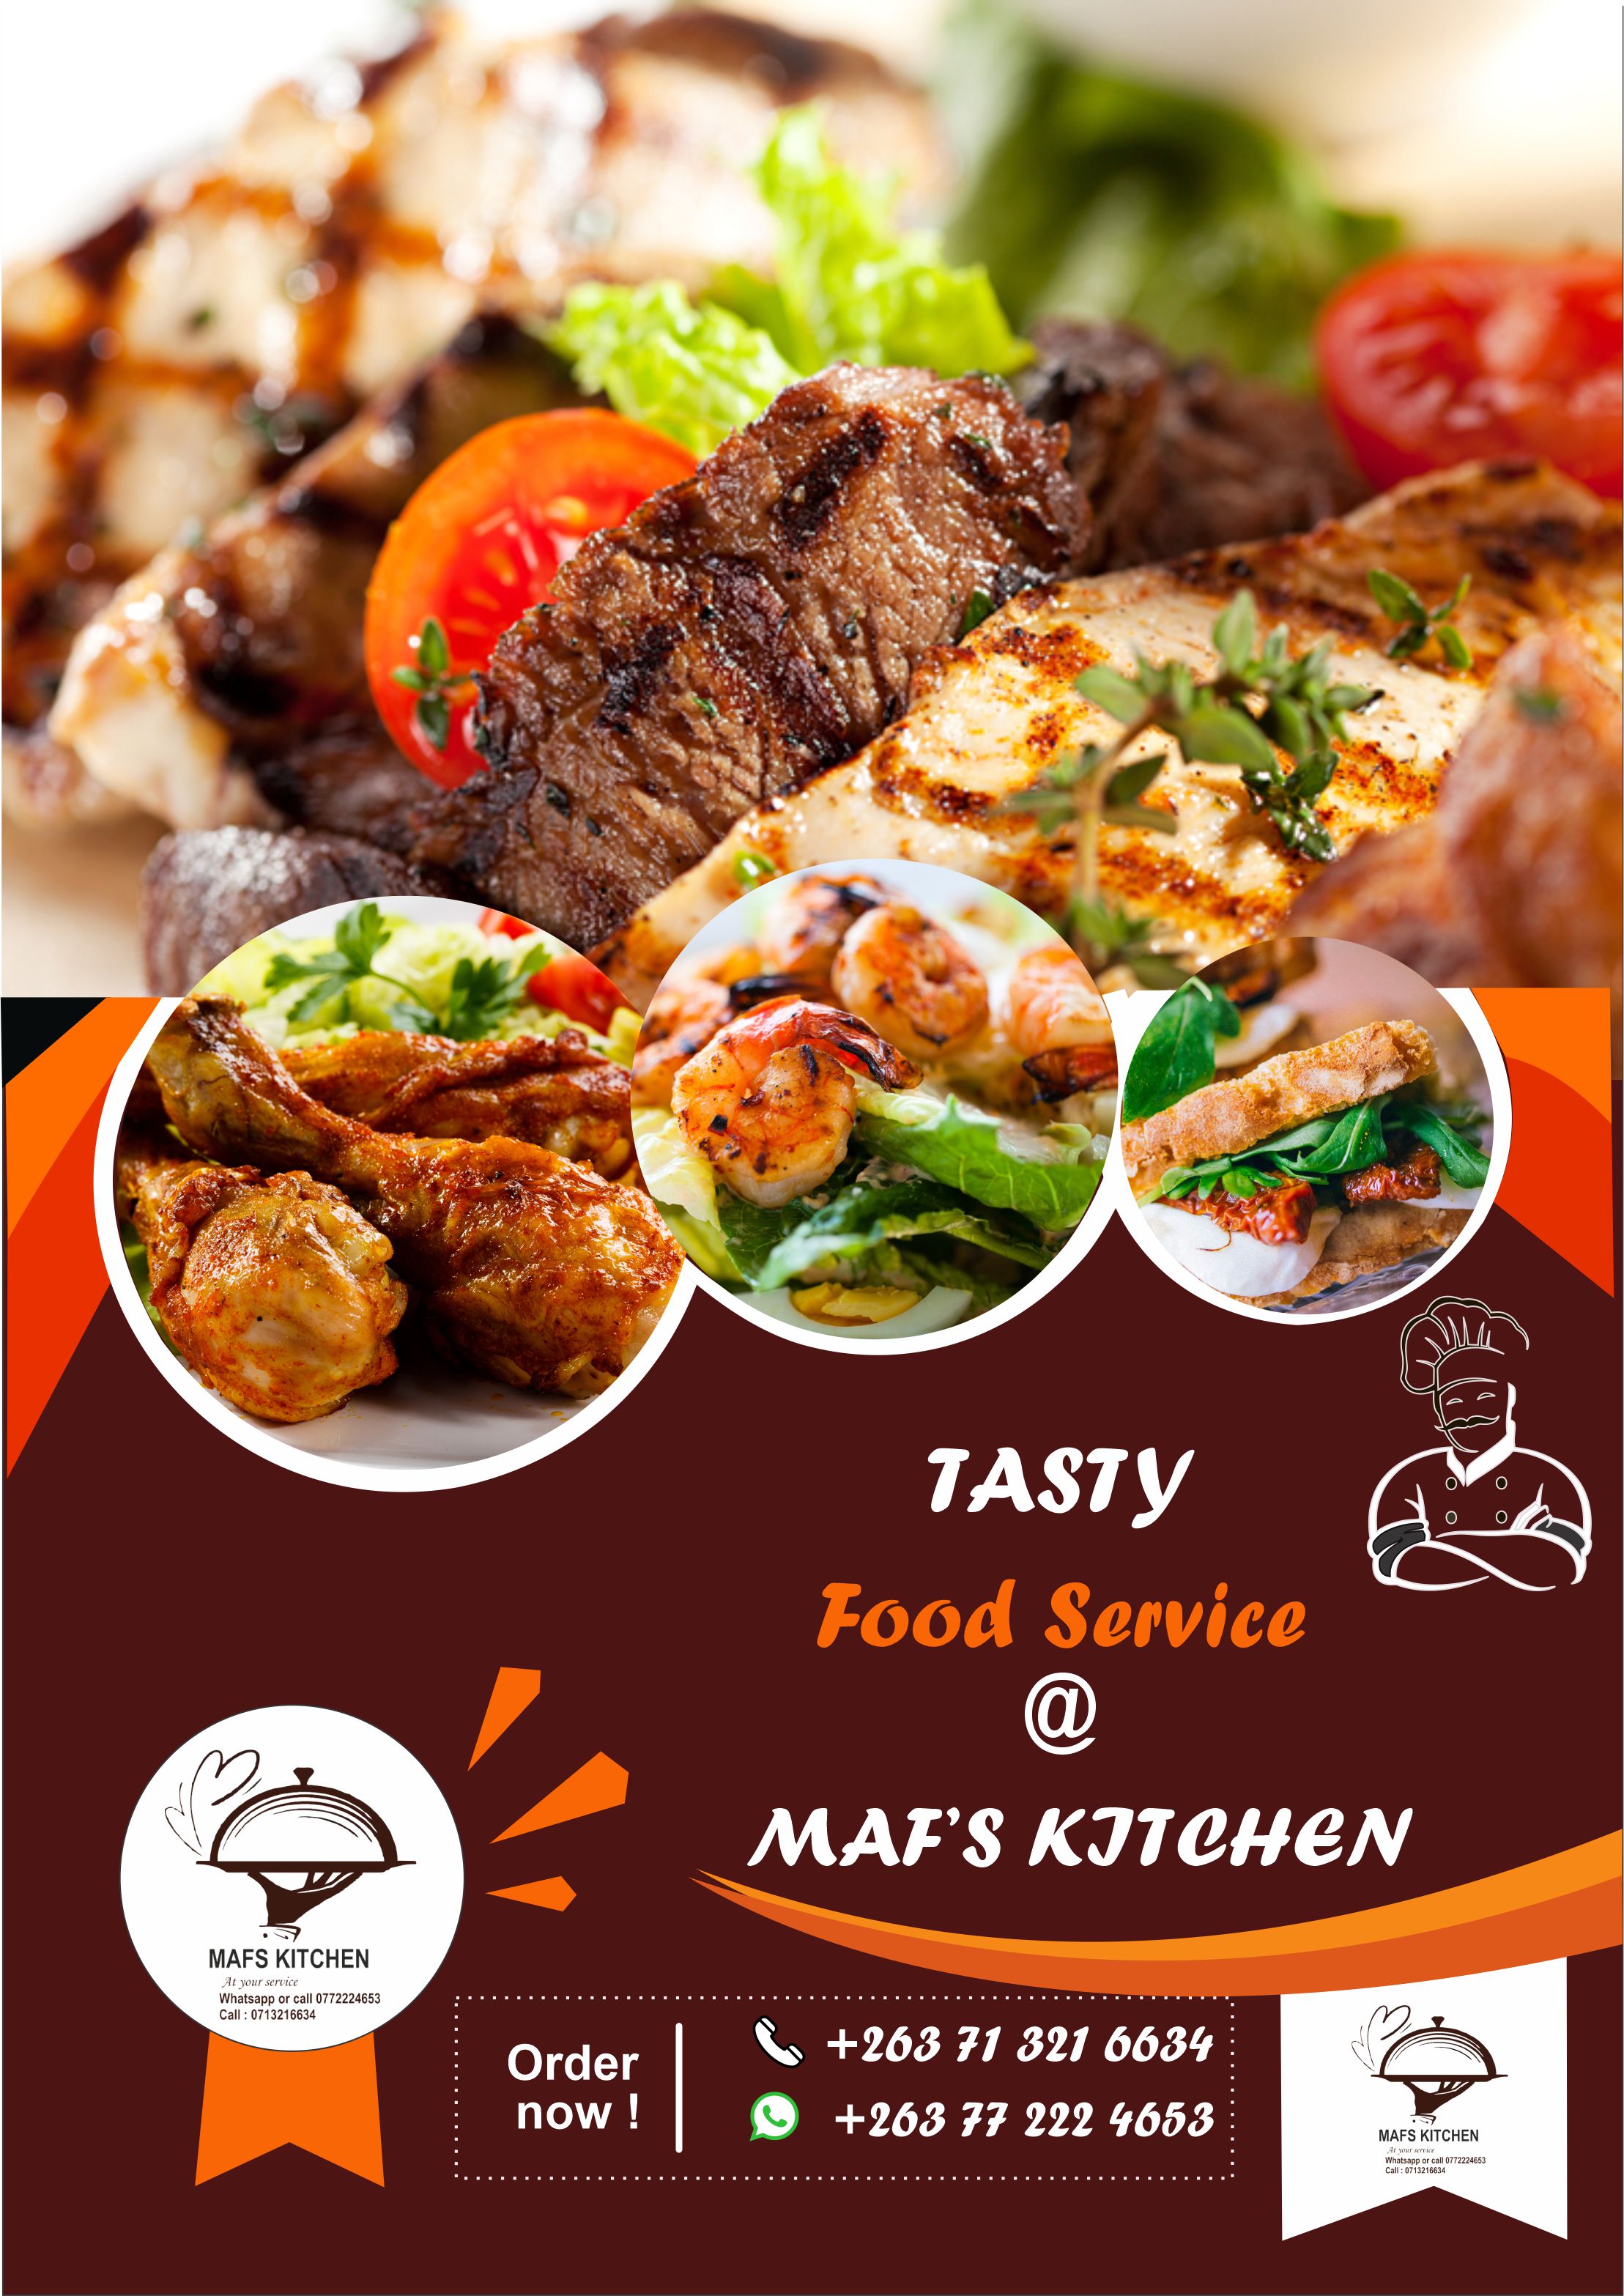 TASTY
Food Service
@
MAF'S KITCHEN
MAFS KITCHEN
At your service
Whatsapp or call 0772224653
Call : 0713216634
Order
now !
+263 71 321 6634
+263 77 222 4653
MAFS KITCHEN
At your service
Whatsapp or call 0772224653
Call : 0713216634